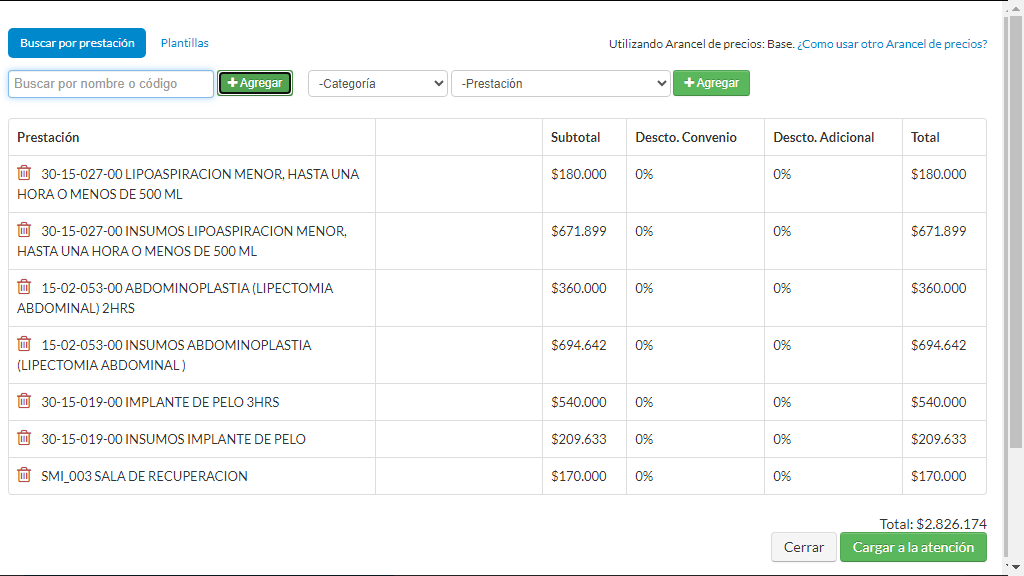 Buscar por prestación
Plantillas
Utilizando Arancel de precios: Base. ¿Como usar otro Arancel de precios?
Buscar por nombre o código
Agregar
-Categoría
-Prestación
Agregar
Prestación Subtotal Descto. Convenio Descto. Adicional Total
30-15-027-00 LIPOASPIRACION MENOR, HASTA UNA
HORA O MENOS DE 500 ML
$180.000 0% 0% $180.000
30-15-027-00 INSUMOS LIPOASPIRACION MENOR,
HASTA UNA HORA O MENOS DE 500 ML
$671.899 0% 0% $671.899
15-02-053-00 ABDOMINOPLASTIA (LIPECTOMIA
ABDOMINAL) 2HRS
$360.000 0% 0% $360.000
15-02-053-00 INSUMOS ABDOMINOPLASTIA
(LIPECTOMIA ABDOMINAL )
$694.642 0% 0% $694.642
30-15-019-00 IMPLANTE DE PELO 3HRS $540.000 0% 0% $540.000
30-15-019-00 INSUMOS IMPLANTE DE PELO $209.633 0% 0% $209.633
SMI_003 SALA DE RECUPERACION $170.000 0% 0% $170.000
Total: $2.826.174
Cerrar
Cargar a la atención